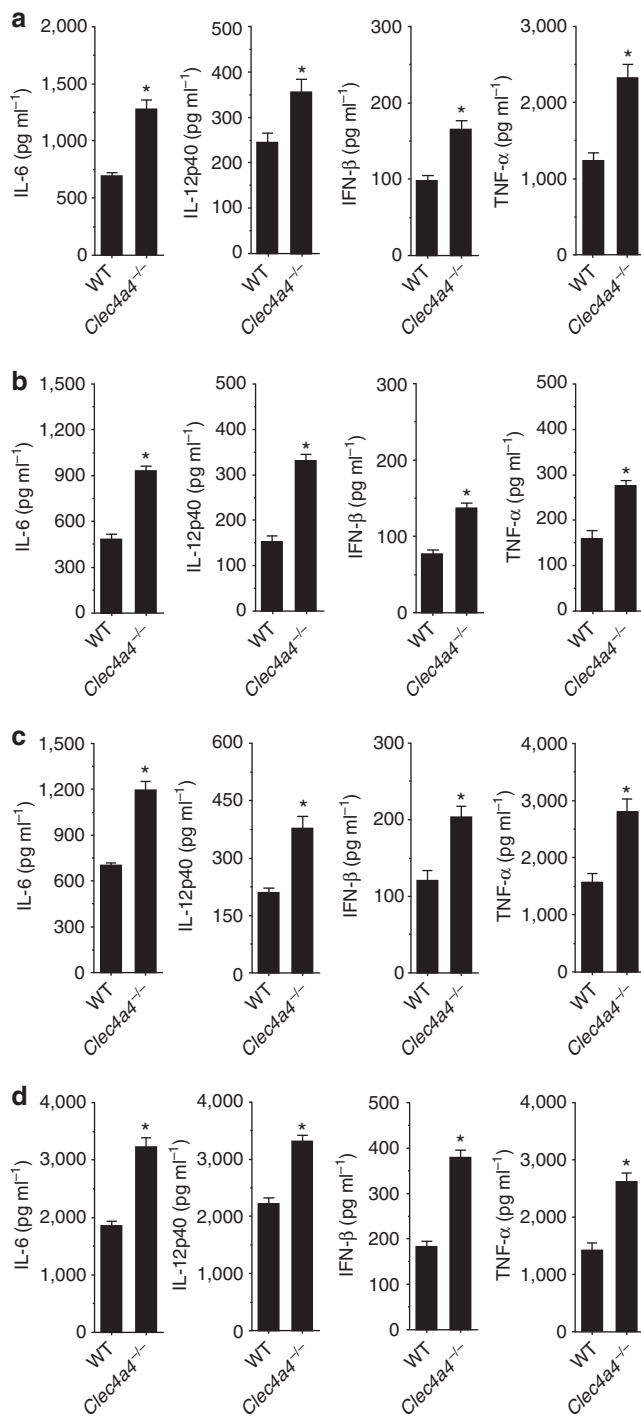 a
IL-6 (pg ml⁻¹)
2,000
1,500
1,000
500
0
*
WT
Clec4a4⁻/⁻
IL-12p40 (pg ml⁻¹)
500
400
300
200
100
0
*
WT
Clec4a4⁻/⁻
IFN-β (pg ml⁻¹)
300
200
100
0
*
WT
Clec4a4⁻/⁻
TNF-α (pg ml⁻¹)
3,000
2,000
1,000
0
*
WT
Clec4a4⁻/⁻
b
IL-6 (pg ml⁻¹)
1,500
1,200
900
600
300
0
*
WT
Clec4a4⁻/⁻
IL-12p40 (pg ml⁻¹)
500
400
300
200
100
0
*
WT
Clec4a4⁻/⁻
IFN-β (pg ml⁻¹)
300
200
100
0
*
WT
Clec4a4⁻/⁻
TNF-α (pg ml⁻¹)
500
400
300
200
100
0
*
WT
Clec4a4⁻/⁻
c
IL-6 (pg ml⁻¹)
1,500
1,200
900
600
300
0
*
WT
Clec4a4⁻/⁻
IL-12p40 (pg ml⁻¹)
600
450
300
150
0
*
WT
Clec4a4⁻/⁻
IFN-β (pg ml⁻¹)
300
200
100
0
*
WT
Clec4a4⁻/⁻
TNF-α (pg ml⁻¹)
4,000
3,000
2,000
1,000
0
*
WT
Clec4a4⁻/⁻
d
IL-6 (pg ml⁻¹)
4,000
3,000
2,000
1,000
0
*
WT
Clec4a4⁻/⁻
IL-12p40 (pg ml⁻¹)
4,000
3,000
2,000
1,000
0
*
WT
Clec4a4⁻/⁻
IFN-β (pg ml⁻¹)
500
400
300
200
100
0
*
WT
Clec4a4⁻/⁻
TNF-α (pg ml⁻¹)
4,000
3,000
2,000
1,000
0
*
WT
Clec4a4⁻/⁻